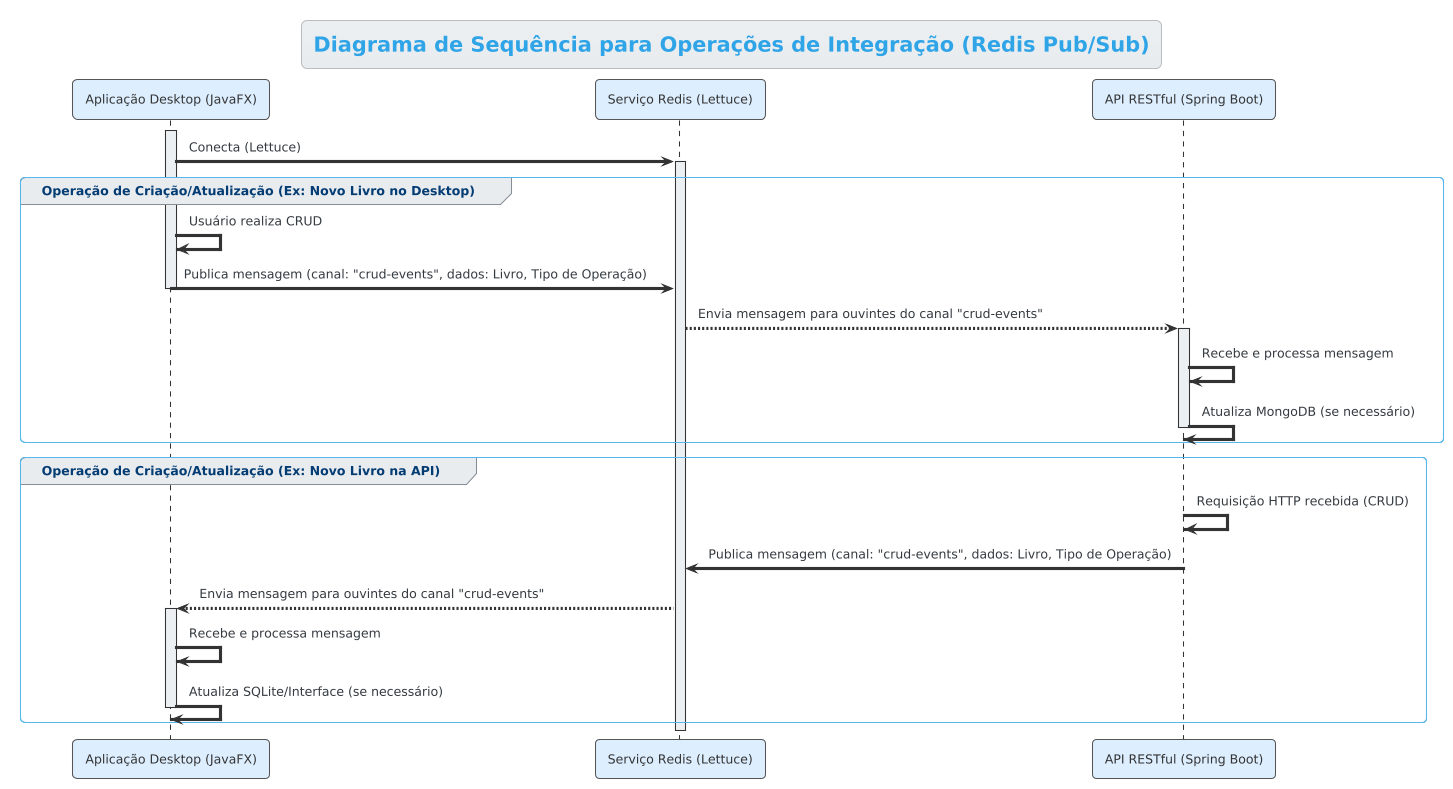 Diagrama de Sequência para Operações de Integração (Redis Pub/Sub)
Aplicação Desktop (JavaFX)
Serviço Redis (Lettuce)
API RESTful (Spring Boot)
Conecta (Lettuce)
Operação de Criação/Atualização (Ex: Novo Livro no Desktop)
Usuário realiza CRUD
Publica mensagem (canal: "crud-events", dados: Livro, Tipo de Operação)
Envia mensagem para ouvintes do canal "crud-events"
Recebe e processa mensagem
Atualiza MongoDB (se necessário)
Operação de Criação/Atualização (Ex: Novo Livro na API)
Requisição HTTP recebida (CRUD)
Publica mensagem (canal: "crud-events", dados: Livro, Tipo de Operação)
Envia mensagem para ouvintes do canal "crud-events"
Recebe e processa mensagem
Atualiza SQLite/Interface (se necessário)
Aplicação Desktop (JavaFX)
Serviço Redis (Lettuce)
API RESTful (Spring Boot)